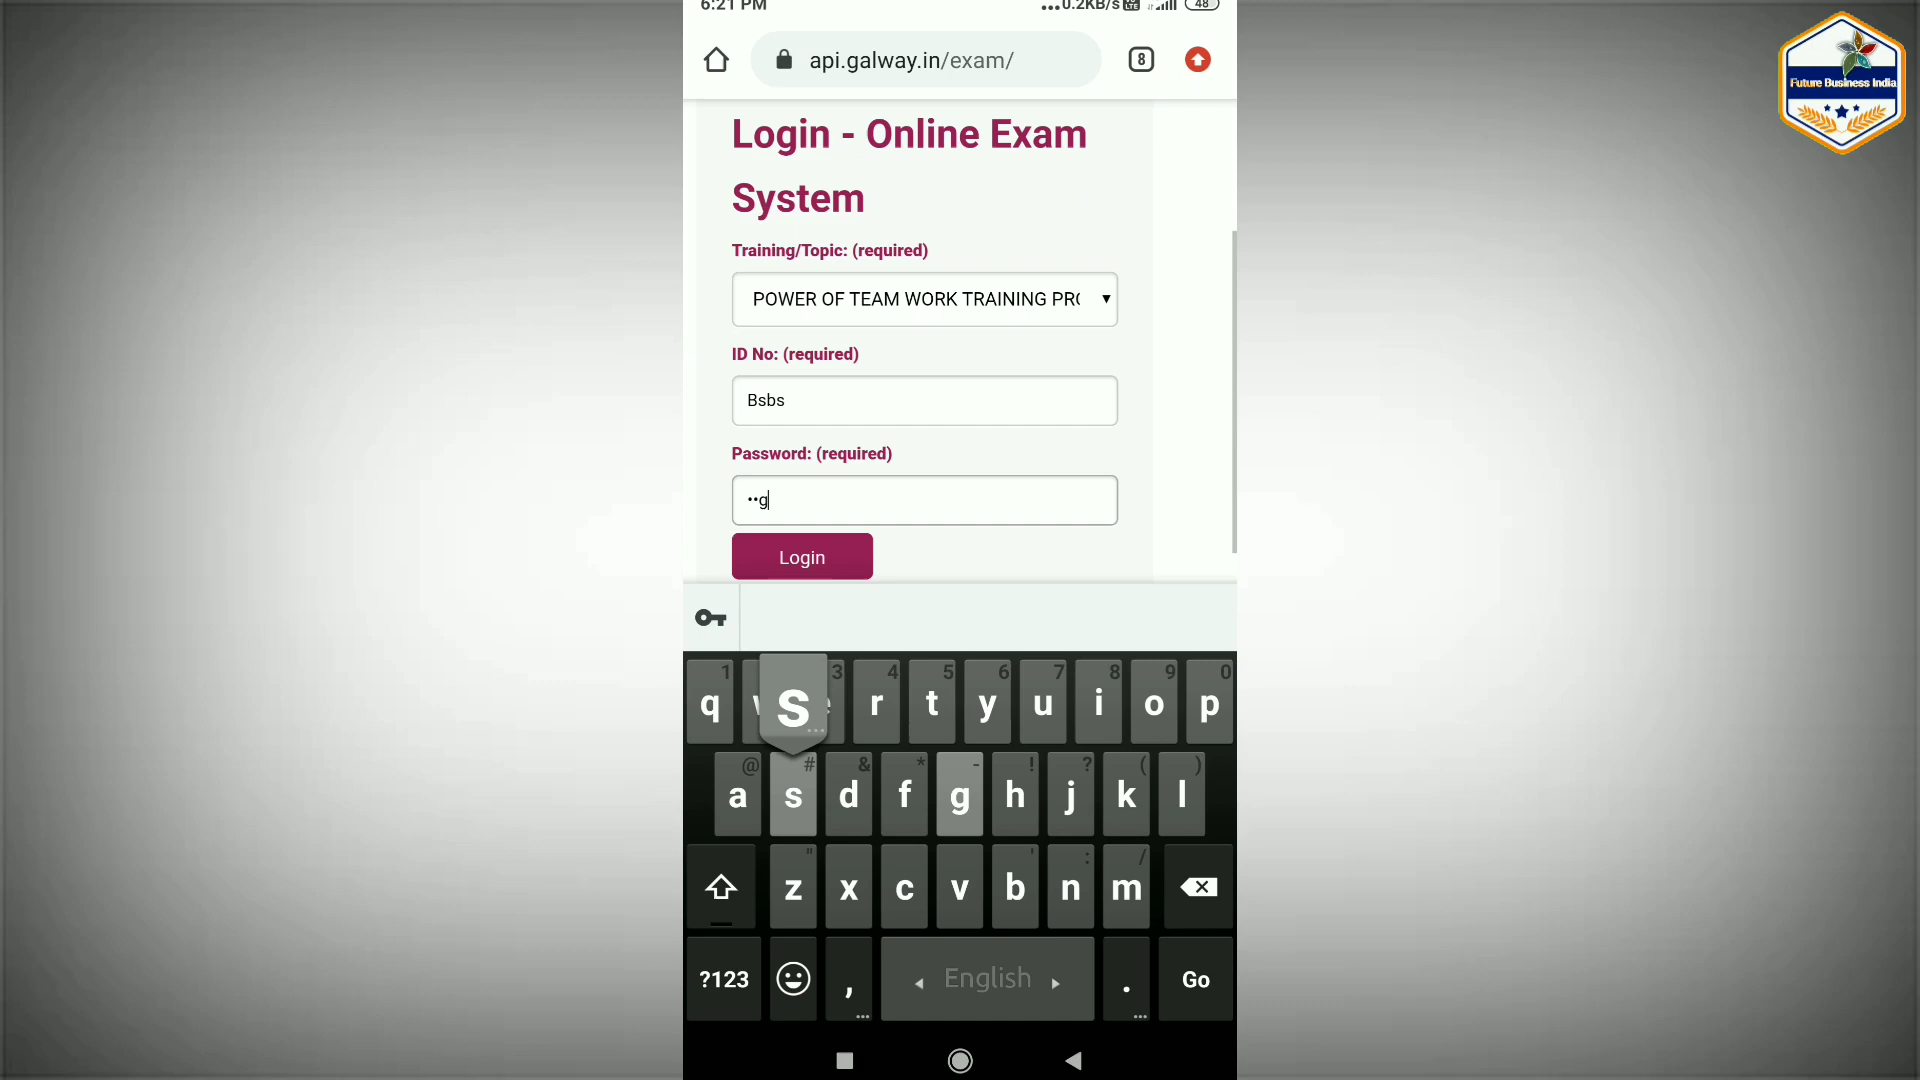 6:21 PM
...0.2KB/s
48
api.galway.in/exam/
8
Future Business India
Login - Online Exam
System
Training/Topic: (required)
POWER OF TEAM WORK TRAINING PRO
ID No: (required)
Bsbs
Password: (required)
••g
Login
1 3 4 5 6 7 8 9 0
q s r t y u i o p
@ # & * - ! ? ( )
a s d f g h j k l
" ' : /
z x c v b n m
?123 , English . Go